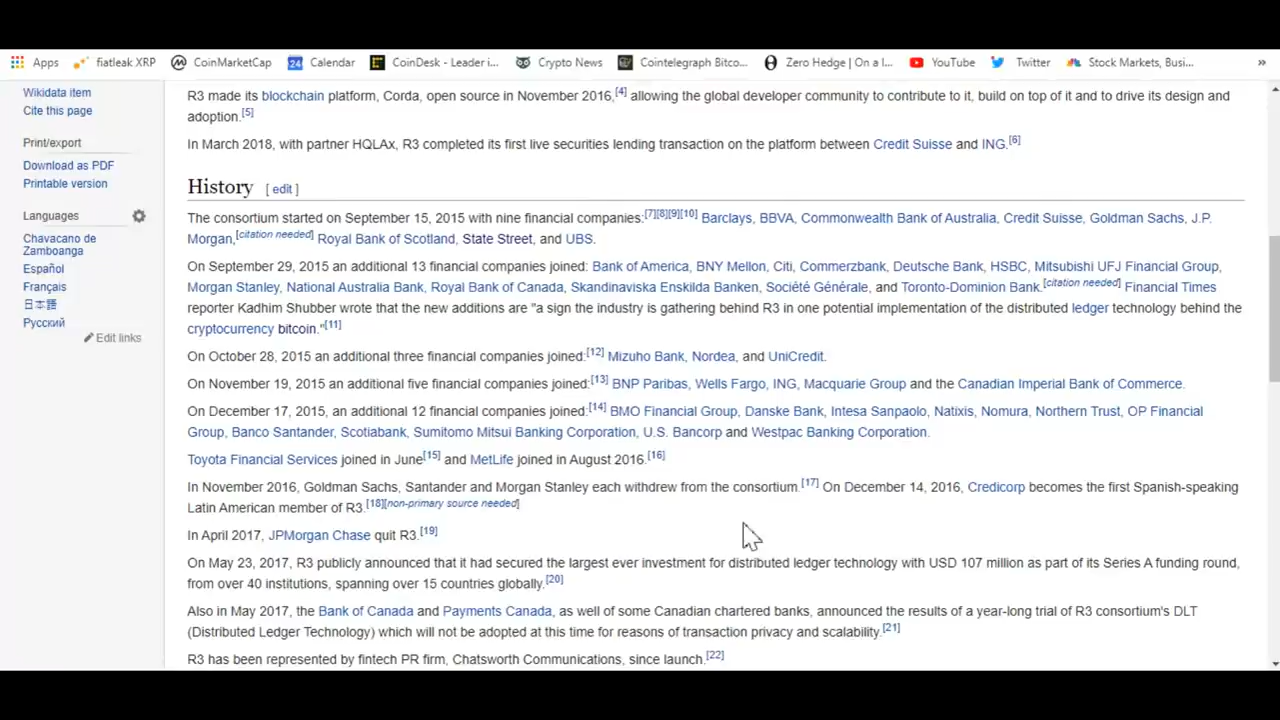 Apps fiatleak XRP CoinMarketCap 24 Calendar CoinDesk - Leader i... Crypto News Cointelegraph Bitco... Zero Hedge | On a l... YouTube Twitter Stock Markets, Busi... »
Wikidata item
Cite this page
Print/export
Download as PDF
Printable version
Languages
Chavacano de
Zamboanga
Español
Français
日本語
Русский
Edit links
R3 made its blockchain platform, Corda, open source in November 2016,[4] allowing the global developer community to contribute to it, build on top of it and to drive its design and
adoption.[5]
In March 2018, with partner HQLAx, R3 completed its first live securities lending transaction on the platform between Credit Suisse and ING.[6]
History [ edit ]
The consortium started on September 15, 2015 with nine financial companies:[7][8][9][10] Barclays, BBVA, Commonwealth Bank of Australia, Credit Suisse, Goldman Sachs, J.P.
Morgan,[citation needed] Royal Bank of Scotland, State Street, and UBS.
On September 29, 2015 an additional 13 financial companies joined: Bank of America, BNY Mellon, Citi, Commerzbank, Deutsche Bank, HSBC, Mitsubishi UFJ Financial Group,
Morgan Stanley, National Australia Bank, Royal Bank of Canada, Skandinaviska Enskilda Banken, Société Générale, and Toronto-Dominion Bank.[citation needed] Financial Times
reporter Kadhim Shubber wrote that the new additions are "a sign the industry is gathering behind R3 in one potential implementation of the distributed ledger technology behind the
cryptocurrency bitcoin."[11]
On October 28, 2015 an additional three financial companies joined:[12] Mizuho Bank, Nordea, and UniCredit.
On November 19, 2015 an additional five financial companies joined:[13] BNP Paribas, Wells Fargo, ING, Macquarie Group and the Canadian Imperial Bank of Commerce.
On December 17, 2015, an additional 12 financial companies joined:[14] BMO Financial Group, Danske Bank, Intesa Sanpaolo, Natixis, Nomura, Northern Trust, OP Financial
Group, Banco Santander, Scotiabank, Sumitomo Mitsui Banking Corporation, U.S. Bancorp and Westpac Banking Corporation.
Toyota Financial Services joined in June[15] and MetLife joined in August 2016.[16]
In November 2016, Goldman Sachs, Santander and Morgan Stanley each withdrew from the consortium.[17] On December 14, 2016, Credicorp becomes the first Spanish-speaking
Latin American member of R3.[18][non-primary source needed]
In April 2017, JPMorgan Chase quit R3.[19]
On May 23, 2017, R3 publicly announced that it had secured the largest ever investment for distributed ledger technology with USD 107 million as part of its Series A funding round,
from over 40 institutions, spanning over 15 countries globally.[20]
Also in May 2017, the Bank of Canada and Payments Canada, as well of some Canadian chartered banks, announced the results of a year-long trial of R3 consortium's DLT
(Distributed Ledger Technology) which will not be adopted at this time for reasons of transaction privacy and scalability.[21]
R3 has been represented by fintech PR firm, Chatsworth Communications, since launch.[22]